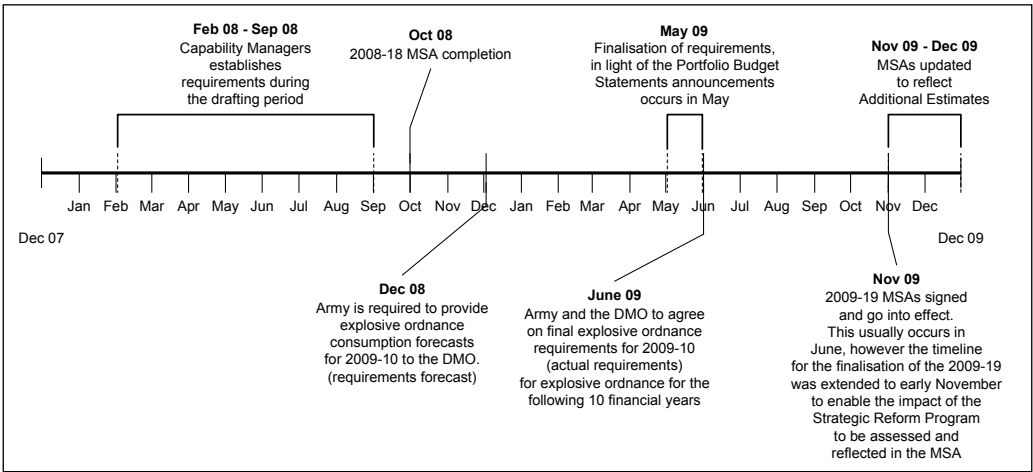 Feb 08 - Sep 08
Capability Managers
establishes
requirements during
the drafting period
Oct 08
2008-18 MSA completion
May 09
Finalisation of requirements,
in light of the Portfolio Budget
Statements announcements
occurs in May
Nov 09 - Dec 09
MSAs updated
to reflect
Additional Estimates
Jan Feb Mar Apr May Jun Jul Aug Sep Oct Nov Dec Jan Feb Mar Apr May Jun Jul Aug Sep Oct Nov Dec
Dec 07
Dec 09
Dec 08
Army is required to provide
explosive ordnance
consumption forecasts
for 2009-10 to the DMO.
(requirements forecast)
June 09
Army and the DMO to agree
on final explosive ordnance
requirements for 2009-10
(actual requirements)
for explosive ordnance for the
following 10 financial years
Nov 09
2009-19 MSAs signed
and go into effect.
This usually occurs in
June, however the timeline
for the finalisation of the 2009-19
was extended to early November
to enable the impact of the
Strategic Reform Program
to be assessed and
reflected in the MSA